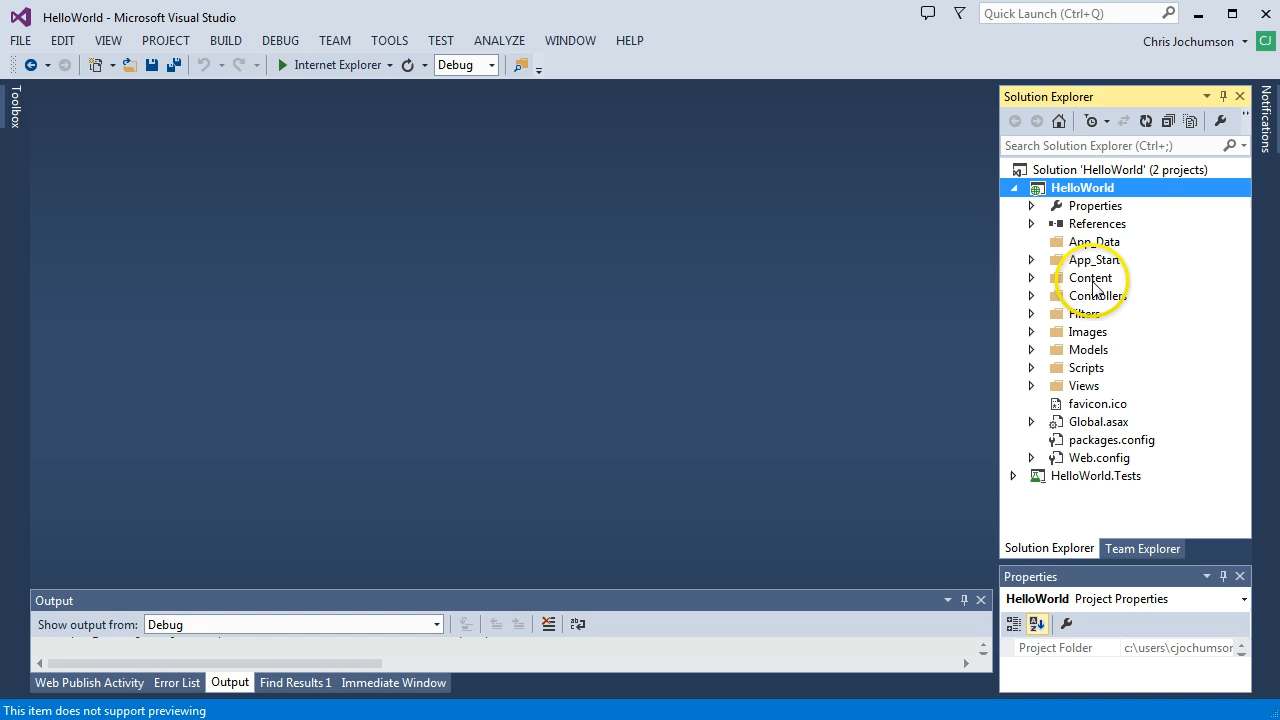 HelloWorld - Microsoft Visual Studio
Quick Launch (Ctrl+Q)
FILE EDIT VIEW PROJECT BUILD DEBUG TEAM TOOLS TEST ANALYZE WINDOW HELP
Chris Jochumson CJ
Internet Explorer Debug
Toolbox
Notifications
Solution Explorer
Search Solution Explorer (Ctrl+;)
Solution 'HelloWorld' (2 projects)
HelloWorld
Properties
References
App_Data
App_Start
Content
Controllers
Filters
Images
Models
Scripts
Views
favicon.ico
Global.asax
packages.config
Web.config
HelloWorld.Tests
Solution Explorer Team Explorer
Properties
HelloWorld Project Properties
Project Folder c:\users\cjochumson
Output
Show output from: Debug
Web Publish Activity Error List Output Find Results 1 Immediate Window
This item does not support previewing